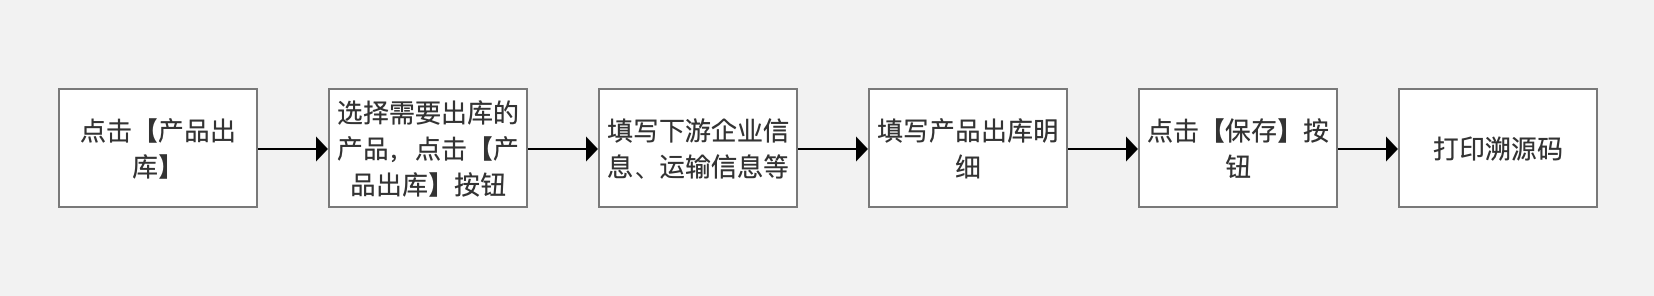 点击【产品出
库】
选择需要出库的
产品，点击【产
品出库】按钮
填写下游企业信
息、运输信息等
填写产品出库明
细
点击【保存】按
钮
打印溯源码